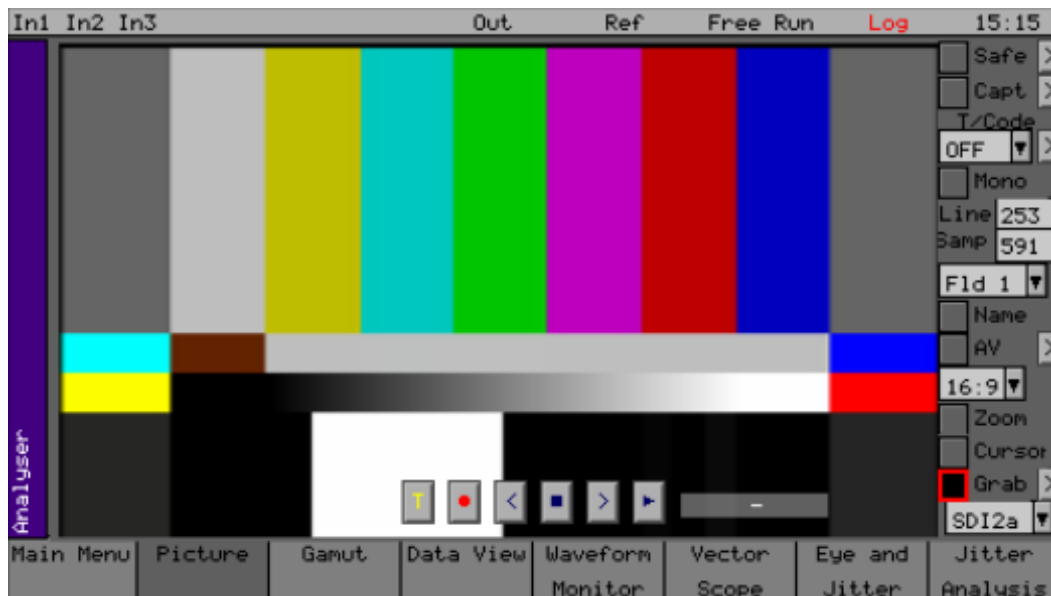 In1 In2 In3 Out Ref Free Run Log 15:15
Analyser
Safe >
Capt >
T/Code
OFF >
Mono
Line 253
Samp 591
Fld 1
Name
AV >
16:9
Zoom
Cursor
Grab >
SDI2a
T < >
Main Menu Picture Gamut Data View Waveform Monitor Vector Scope Eye and Jitter Jitter Analysis